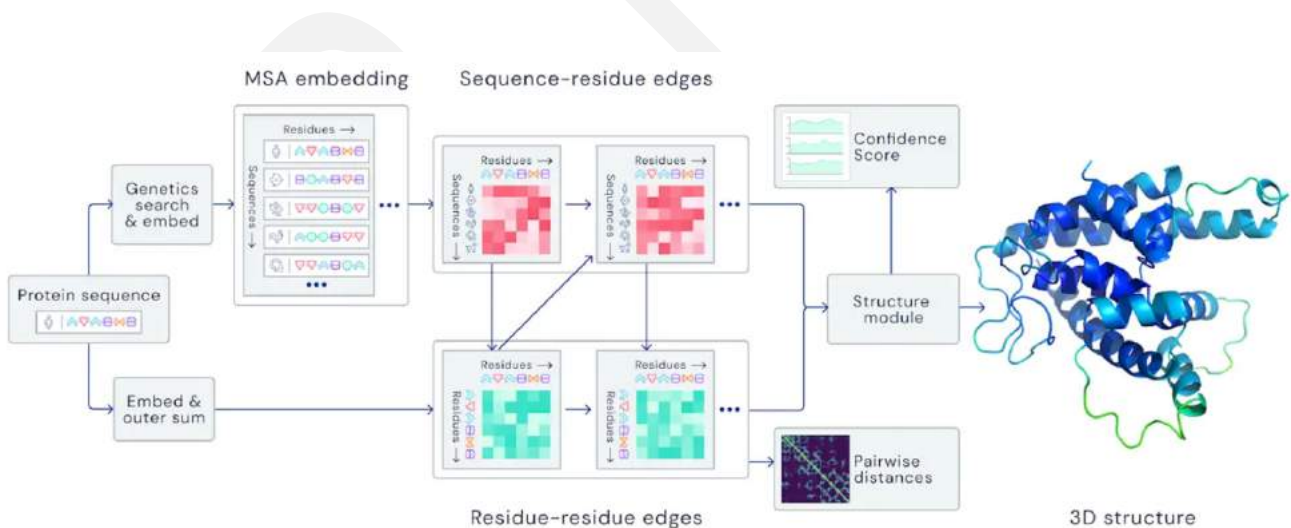 MSA embedding
Sequence-residue edges
Residues →
Sequences →
Genetics
search
& embed
Protein sequence
Embed &
outer sum
Residues →
Sequences →
Residues →
Sequences →
Confidence
Score
Structure
module
Residues →
Residues →
Residues →
Residues →
Pairwise
distances
Residue-residue edges
3D structure